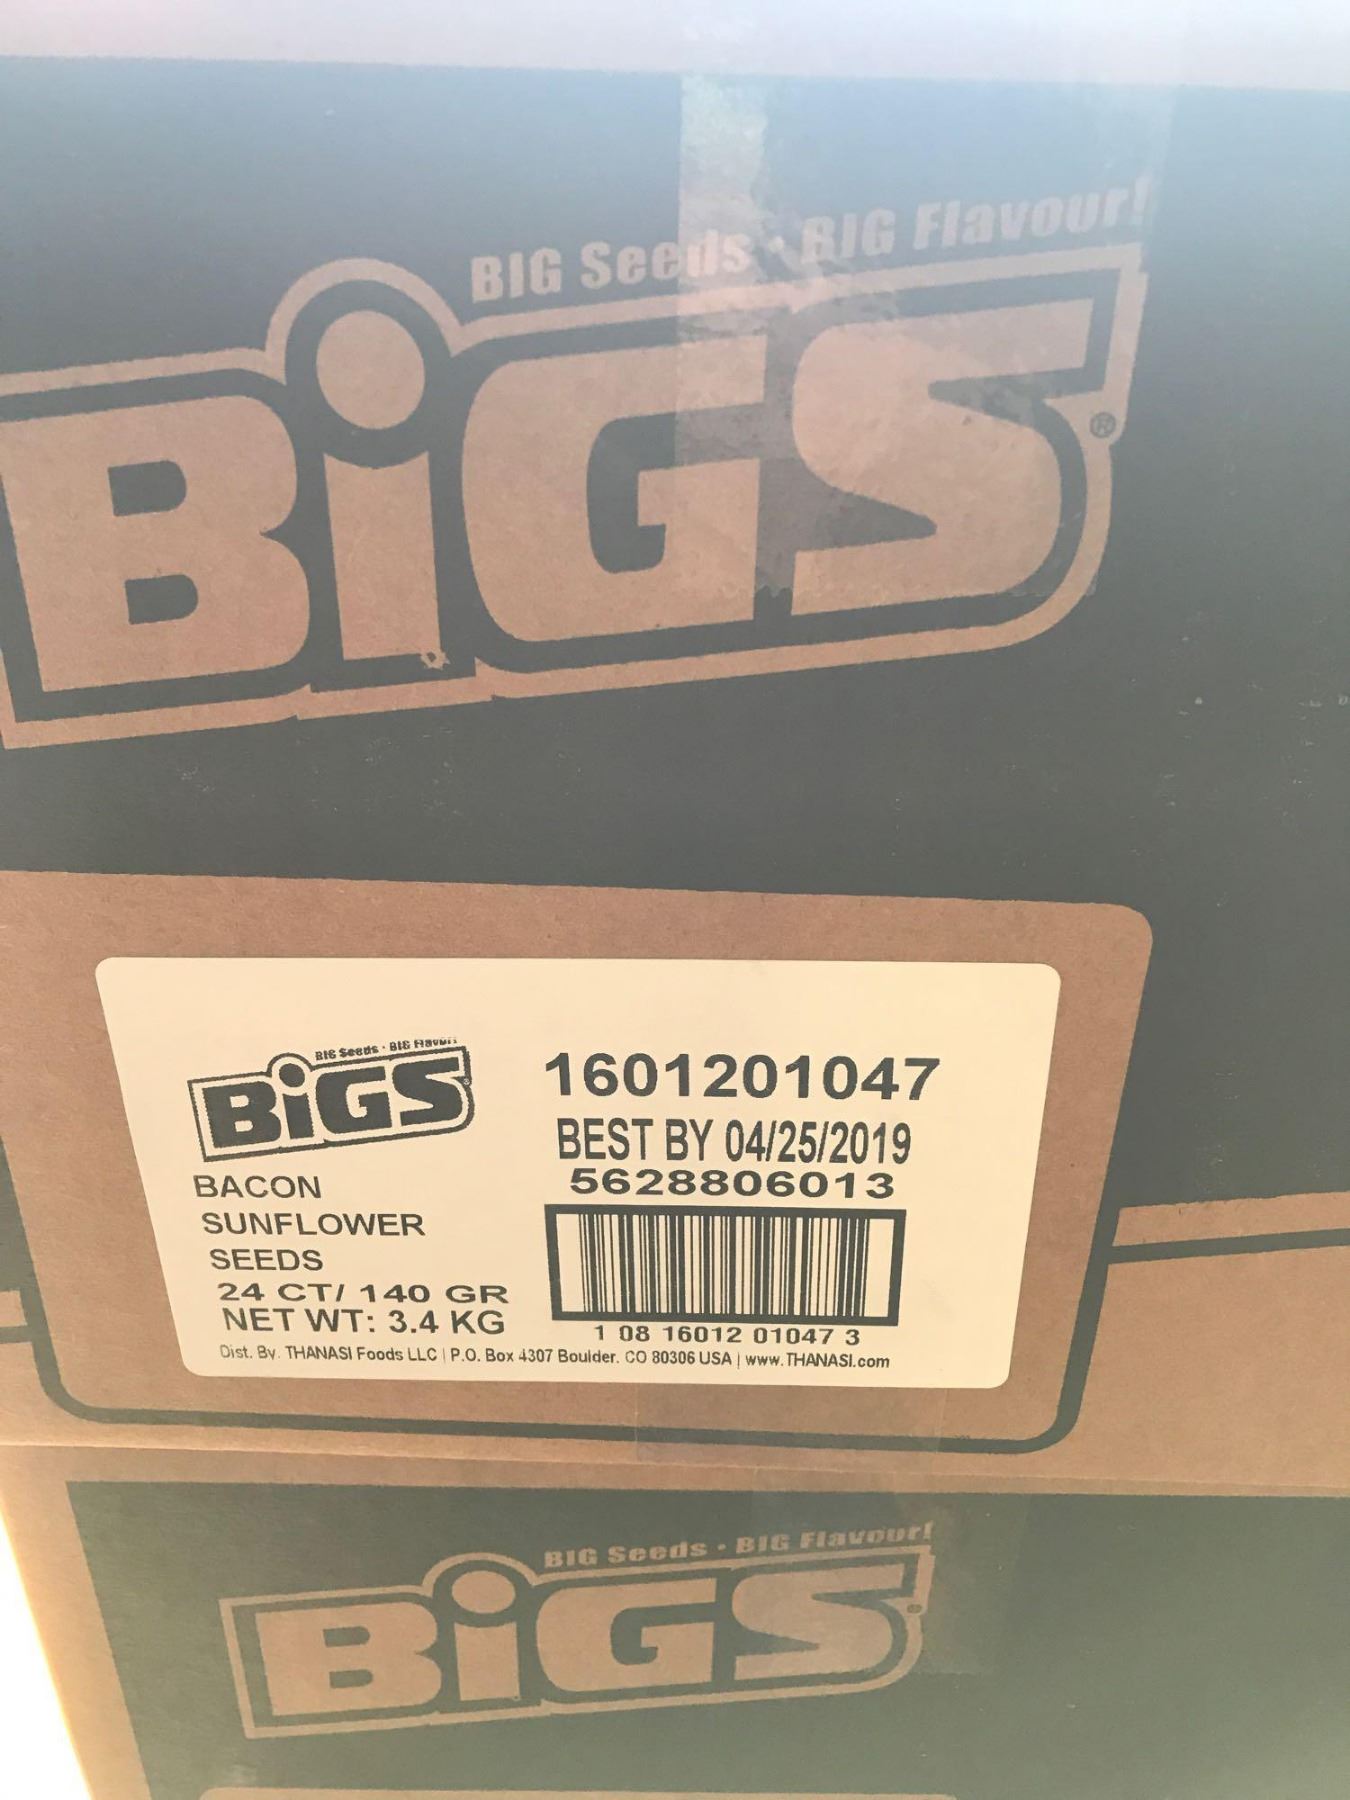 BIG Seeds · BIG Flavour!
BiGS®
BIG Seeds · BIG Flavour!
BiGS®
BACON
SUNFLOWER
SEEDS
24 CT/ 140 GR
NET WT: 3.4 KG
1601201047
BEST BY 04/25/2019
5628806013
1 08 16012 01047 3
Dist. By. THANASI Foods LLC | P.O. Box 4307 Boulder. CO 80306 USA | www.THANASI.com
BIG Seeds · BIG Flavour!
BiGS®